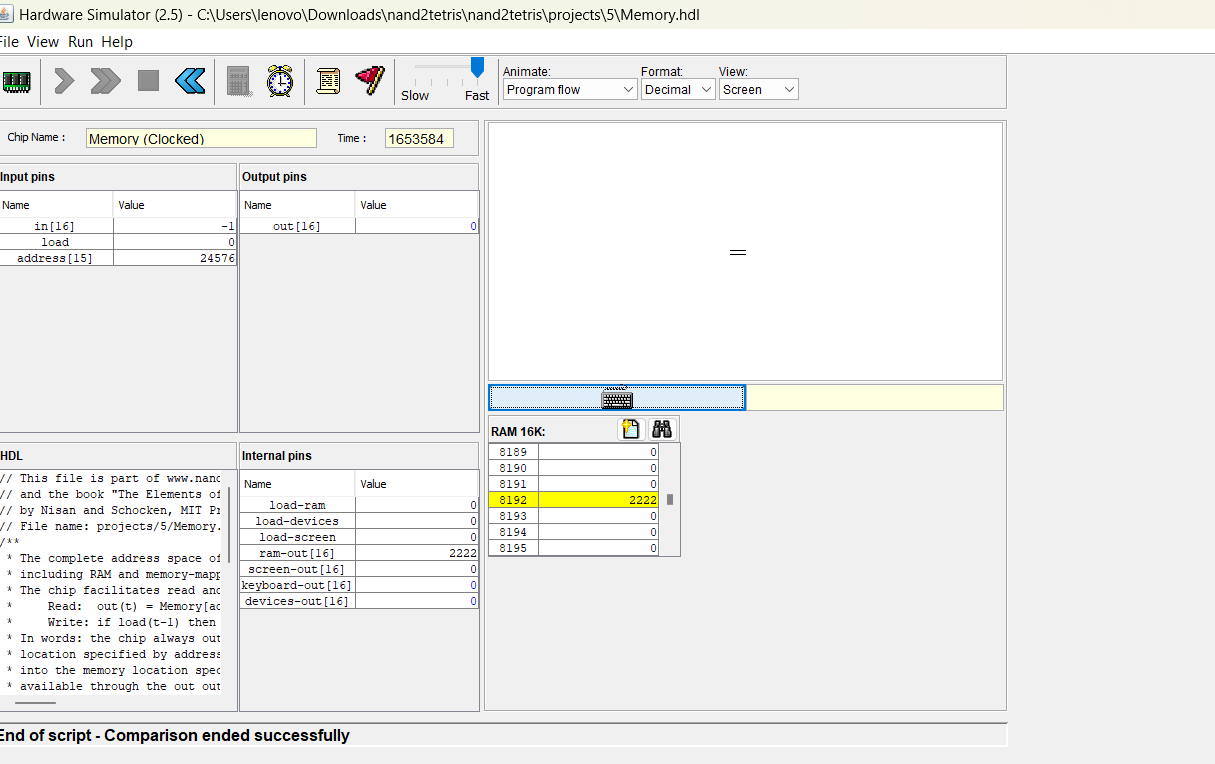 Hardware Simulator (2.5) - C:\Users\lenovo\Downloads\nand2tetris\nand2tetris\projects\5\Memory.hdl
File View Run Help
Slow Fast
Animate: Format: View:
Program flow Decimal Screen
Chip Name : Memory (Clocked) Time : 1653584
Input pins
Name Value
in[16] -1
load 0
address[15] 24576
Output pins
Name Value
out[16] 0
HDL
// This file is part of www.nand
// and the book "The Elements of
// by Nisan and Schocken, MIT Pr
// File name: projects/5/Memory.
/**
* The complete address space of
* including RAM and memory-mapp
* The chip facilitates read and
* Read: out(t) = Memory[ad
* Write: if load(t-1) then
* In words: the chip always out
* location specified by address
* into the memory location spec
* available through the out out
Internal pins
Name Value
load-ram 0
load-devices 0
load-screen 0
ram-out[16] 2222
screen-out[16] 0
keyboard-out[16] 0
devices-out[16] 0
RAM 16K:
8189 0
8190 0
8191 0
8192 2222
8193 0
8194 0
8195 0
End of script - Comparison ended successfully